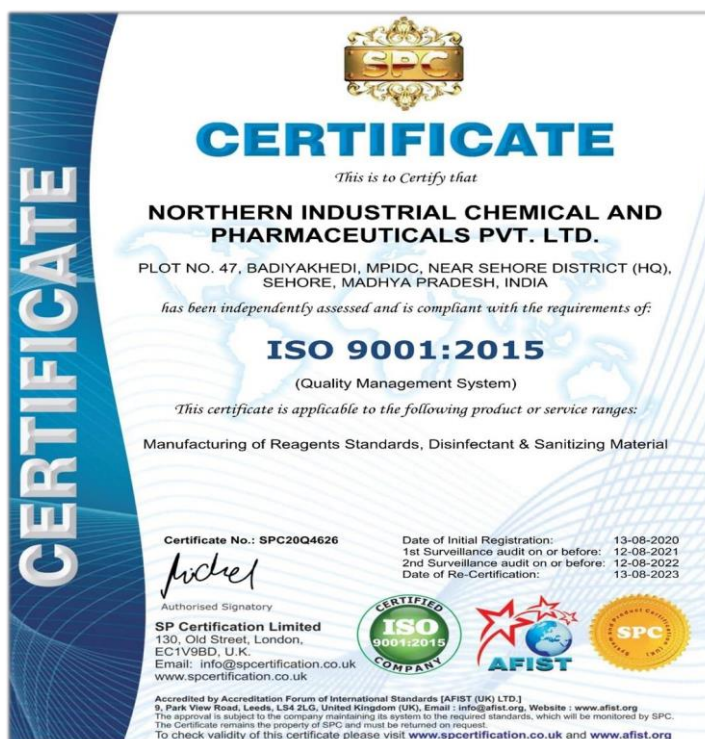 SPC
CERTIFICATE
This is to Certify that
NORTHERN INDUSTRIAL CHEMICAL AND
PHARMACEUTICALS PVT. LTD.
PLOT NO. 47, BADIYAKHEDI, MPIDC, NEAR SEHORE DISTRICT (HQ),
SEHORE, MADHYA PRADESH, INDIA
has been independently assessed and is compliant with the requirements of:
ISO 9001:2015
(Quality Management System)
This certificate is applicable to the following product or service ranges:
Manufacturing of Reagents Standards, Disinfectant & Sanitizing Material
CERTIFICATE
Certificate No.: SPC20Q4626
Michel
Authorised Signatory
SP Certification Limited
130, Old Street, London,
EC1V9BD, U.K.
Email: info@spcertification.co.uk
www.spcertification.co.uk
Date of Initial Registration: 13-08-2020
1st Surveillance audit on or before: 12-08-2021
2nd Surveillance audit on or before: 12-08-2022
Date of Re-Certification: 13-08-2023
CERTIFIED
ISO
9001:2015
COMPANY
AFIST
System and Product Certification (UK)
SPC
Accredited by Accreditation Forum of International Standards [AFIST (UK) LTD.]
9, Park View Road, Leeds, LS4 2LG, United Kingdom (UK), Email : info@afist.org, Website : www.afist.org
The approval is subject to the company maintaining its system to the required standards, which will be monitored by SPC.
The Certificate remains the property of SPC and must be returned on request.
To check validity of this certificate please visit www.spcertification.co.uk and www.afist.org